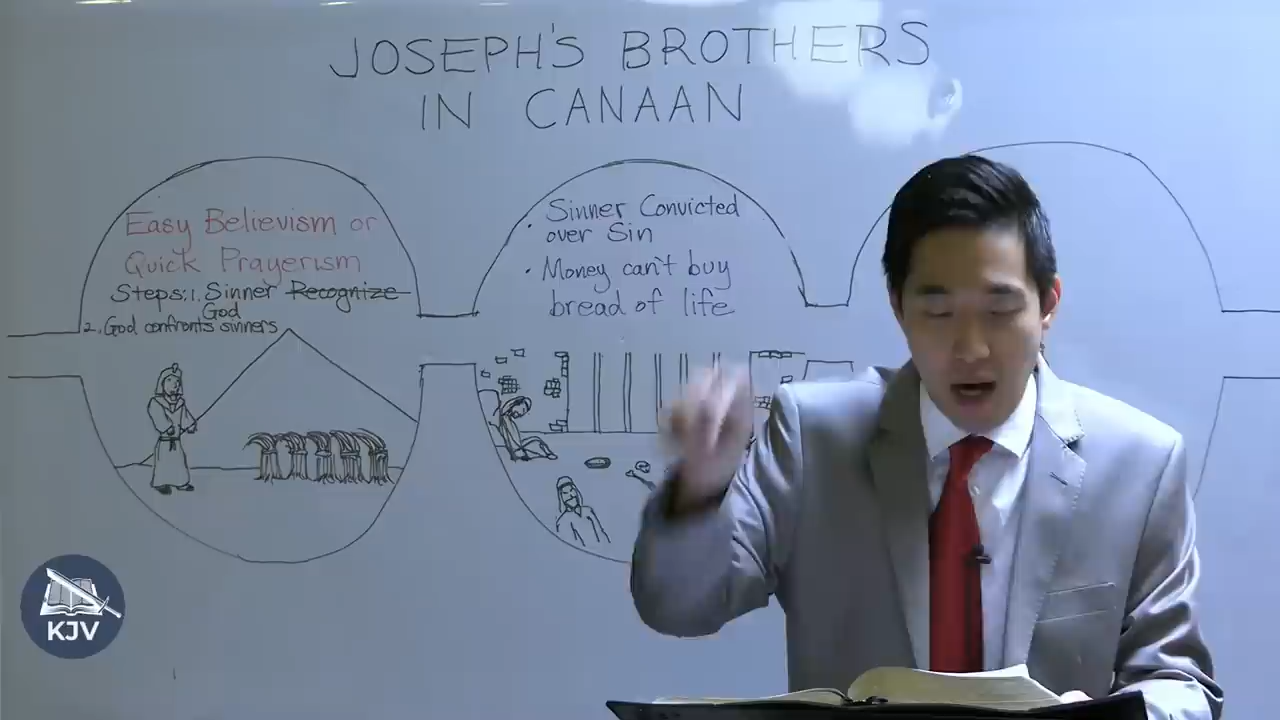 JOSEPH'S BROTHERS
IN CANAAN
Easy Believism or
Quick Prayerism
Steps: 1. Sinner Recognize
God
2. God confronts sinners
• Sinner Convicted
over Sin
• Money can't buy
bread of life
KJV